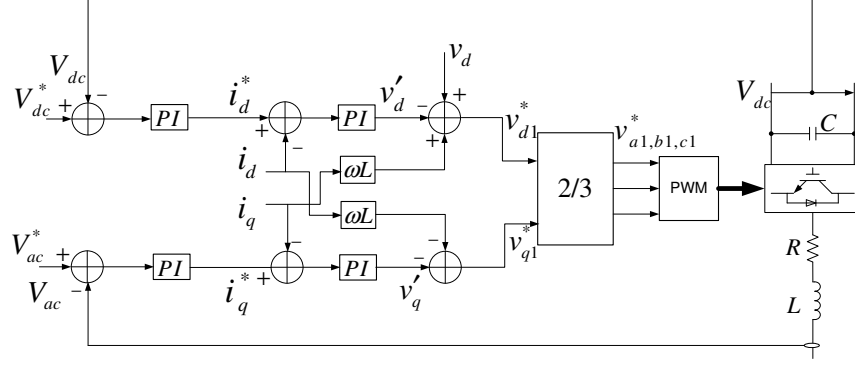 V_dc
V*_dc + −
PI
i*_d
+ −
PI
v'_d
v_d
− + +
v*_d1
i_d
ωL
i_q
ωL
V*_ac +
V_ac −
PI
i*_q
+ −
PI
v'_q
− −
v*_q1
2/3
v*_a1,b1,c1
PWM
V_dc
C
R
L